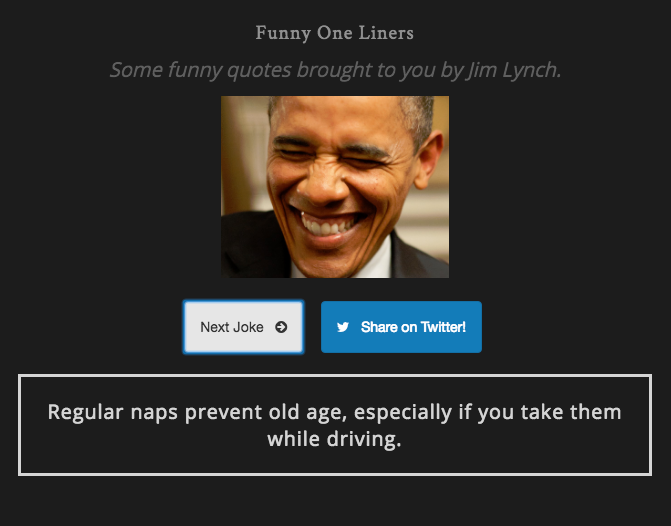 Funny One Liners
Some funny quotes brought to you by Jim Lynch.
Next Joke
Share on Twitter!
Regular naps prevent old age, especially if you take them
while driving.